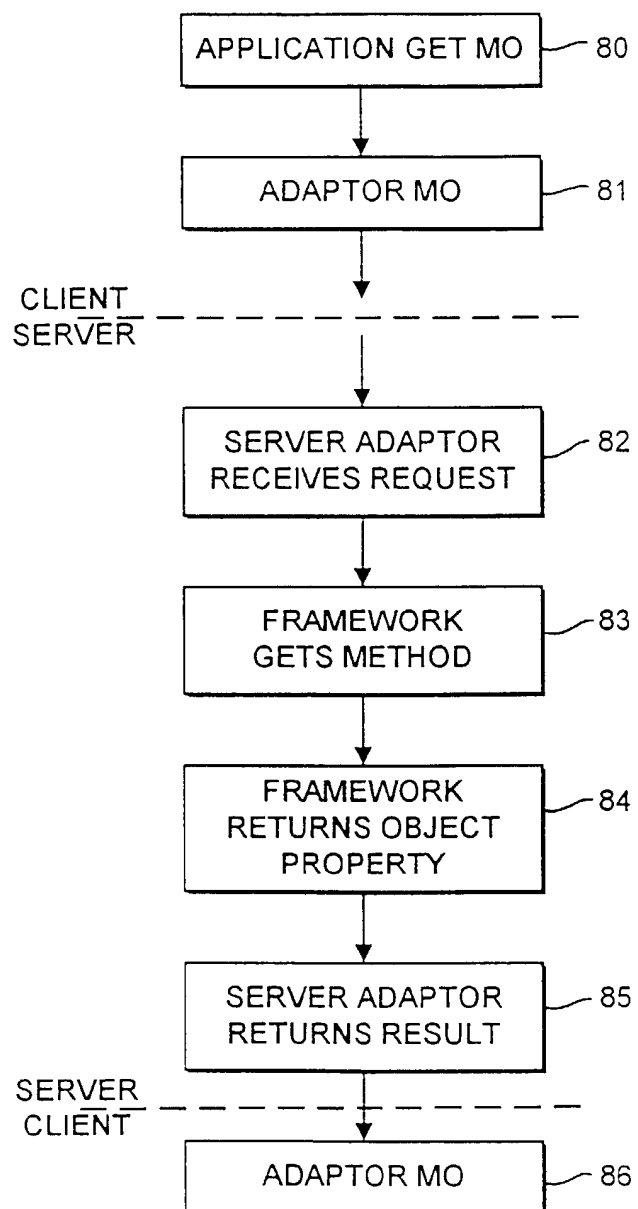 APPLICATION GET MO 80
ADAPTOR MO 81
CLIENT
SERVER
SERVER ADAPTOR
RECEIVES REQUEST 82
FRAMEWORK
GETS METHOD 83
FRAMEWORK
RETURNS OBJECT
PROPERTY 84
SERVER ADAPTOR
RETURNS RESULT 85
SERVER
CLIENT
ADAPTOR MO 86